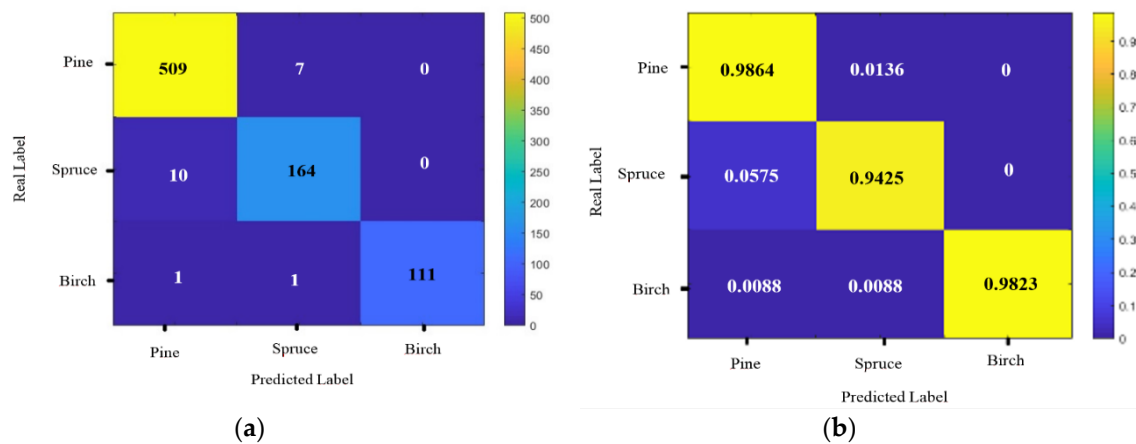 500
450
400
350
300
250
200
150
100
50
0
Pine
509
7
0
Spruce
10
164
0
Birch
1
1
111
Real Label
Pine
Spruce
Birch
Predicted Label
(a)
0.9
0.8
0.7
0.6
0.5
0.4
0.3
0.2
0.1
0
Pine
0.9864
0.0136
0
Spruce
0.0575
0.9425
0
Birch
0.0088
0.0088
0.9823
Real Label
Pine
Spruce
Birch
Predicted Label
(b)